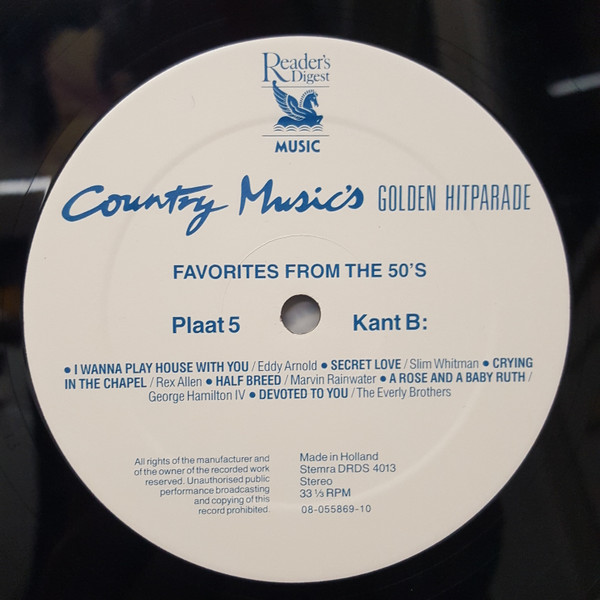 Reader's
Digest
MUSIC
Country Music's GOLDEN HITPARADE
FAVORITES FROM THE 50'S
Plaat 5 Kant B:
• I WANNA PLAY HOUSE WITH YOU / Eddy Arnold • SECRET LOVE / Slim Whitman • CRYING
IN THE CHAPEL / Rex Allen • HALF BREED / Marvin Rainwater • A ROSE AND A BABY RUTH /
George Hamilton IV • DEVOTED TO YOU / The Everly Brothers
All rights of the manufacturer and
of the owner of the recorded work
reserved. Unauthorised public
performance broadcasting
and copying of this
record prohibited.
Made in Holland
Stemra DRDS 4013
Stereo
33 ⅓ RPM
08-055869-10